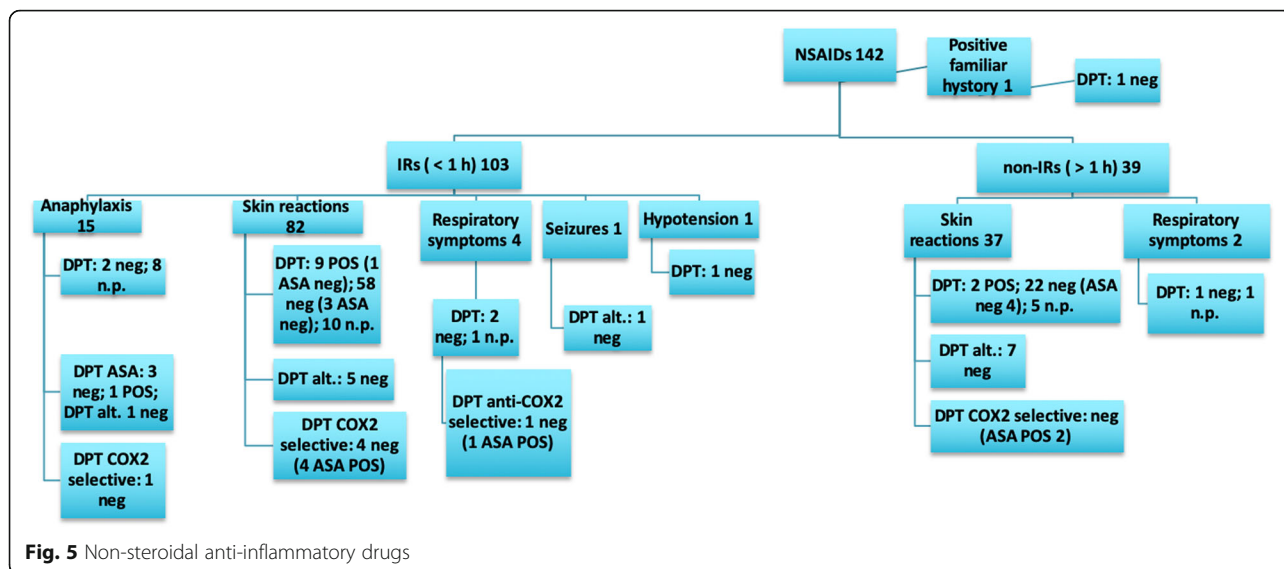 NSAIDs 142
Positive
familiar
hystory 1
DPT: 1 neg
IRs ( < 1 h) 103
non-IRs ( > 1 h) 39
Anaphylaxis
15
DPT: 2 neg; 8
n.p.
DPT ASA: 3
neg; 1 POS;
DPT alt. 1 neg
DPT COX2
selective: 1
neg
Skin reactions
82
DPT: 9 POS (1
ASA neg); 58
neg (3 ASA
neg); 10 n.p.
DPT alt.: 5 neg
DPT COX2
selective: 4 neg
(4 ASA POS)
Respiratory
symptoms 4
DPT: 2
neg; 1 n.p.
DPT anti-COX2
selective: 1 neg
(1 ASA POS)
Seizures 1
DPT alt.: 1
neg
Hypotension 1
DPT: 1 neg
Skin
reactions 37
DPT: 2 POS; 22 neg (ASA
neg 4); 5 n.p.
DPT alt.: 7
neg
DPT COX2 selective: neg
(ASA POS 2)
Respiratory
symptoms 2
DPT: 1 neg; 1
n.p.
Fig. 5 Non-steroidal anti-inflammatory drugs